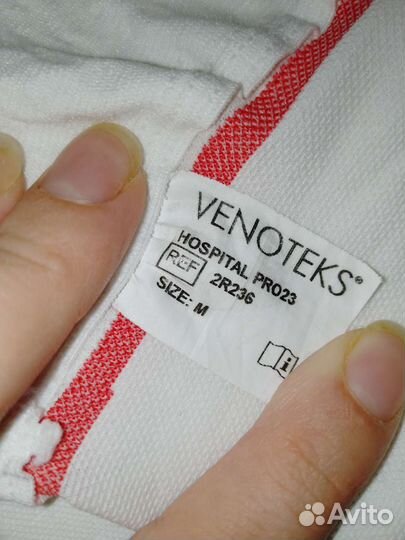 VENOTEKS®
HOSPITAL PRO23
REF 2R236
SIZE: M
i
Avito